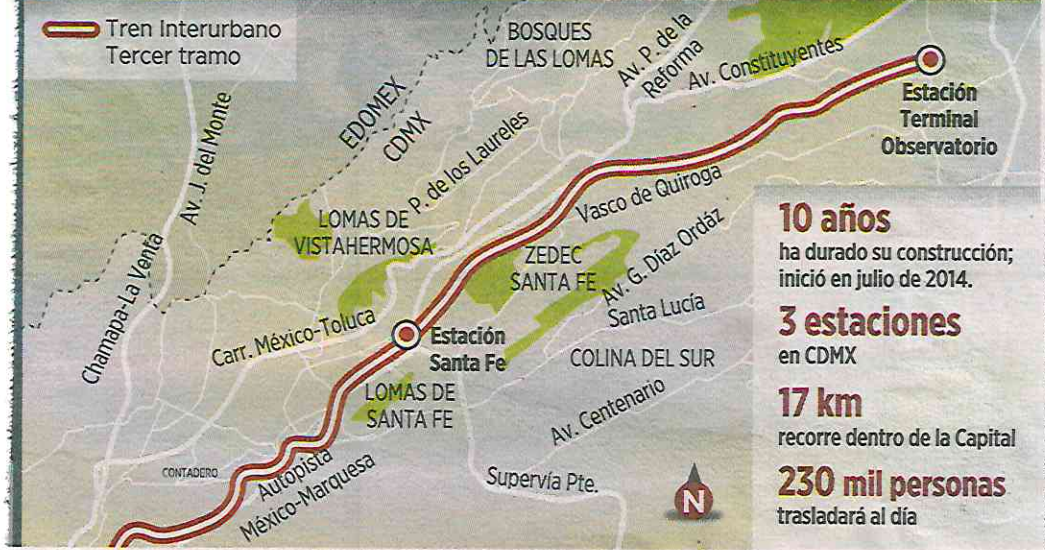 Tren Interurbano
Tercer tramo
BOSQUES
DE LAS LOMAS
Av. P. de la
Reforma
Av. Constituyentes
Estación
Terminal
Observatorio
EDOMEX
CDMX
Av. J. del Monte
P. de los Laureles
Vasco de Quiroga
LOMAS DE
VISTAHERMOSA
ZEDEC
SANTA FE
Av. G. Díaz Ordáz
Santa Lucía
Chamapa-La Venta
Carr. México-Toluca
Estación
Santa Fe
COLINA DEL SUR
LOMAS DE
SANTA FE
Av. Centenario
CONTADERO
Autopista
México-Marquesa
Supervía Pte.
N
10 años
ha durado su construcción;
inició en julio de 2014.
3 estaciones
en CDMX
17 km
recorre dentro de la Capital
230 mil personas
trasladará al día